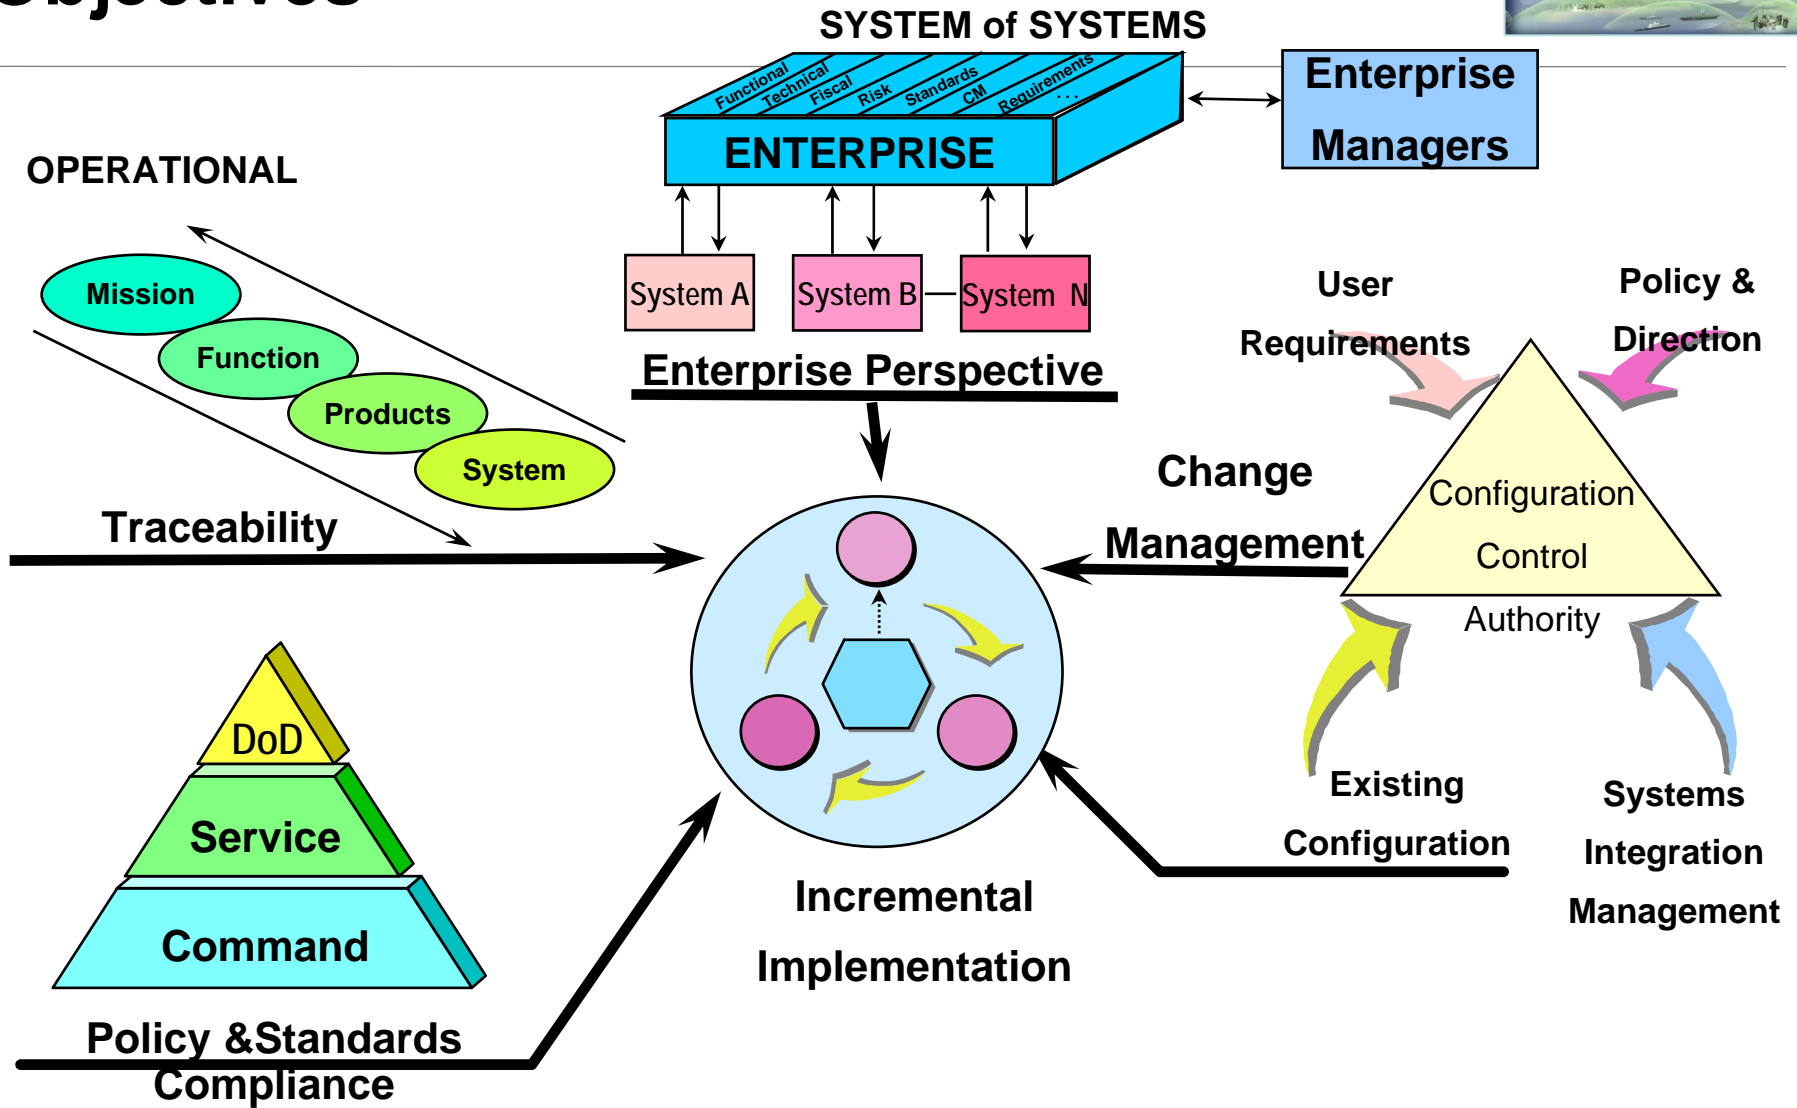 Objectives
SYSTEM of SYSTEMS
Functional
Technical
Fiscal
Risk
Standards
CM
Requirements
...
ENTERPRISE
Enterprise
Managers
OPERATIONAL
Mission
Function
Products
System
Traceability
System A
System B
System N
Enterprise Perspective
User
Requirements
Policy &
Direction
Change
Management
Configuration
Control
Authority
Existing
Configuration
Systems
Integration
Management
DoD
Service
Command
Policy &Standards
Compliance
Incremental
Implementation